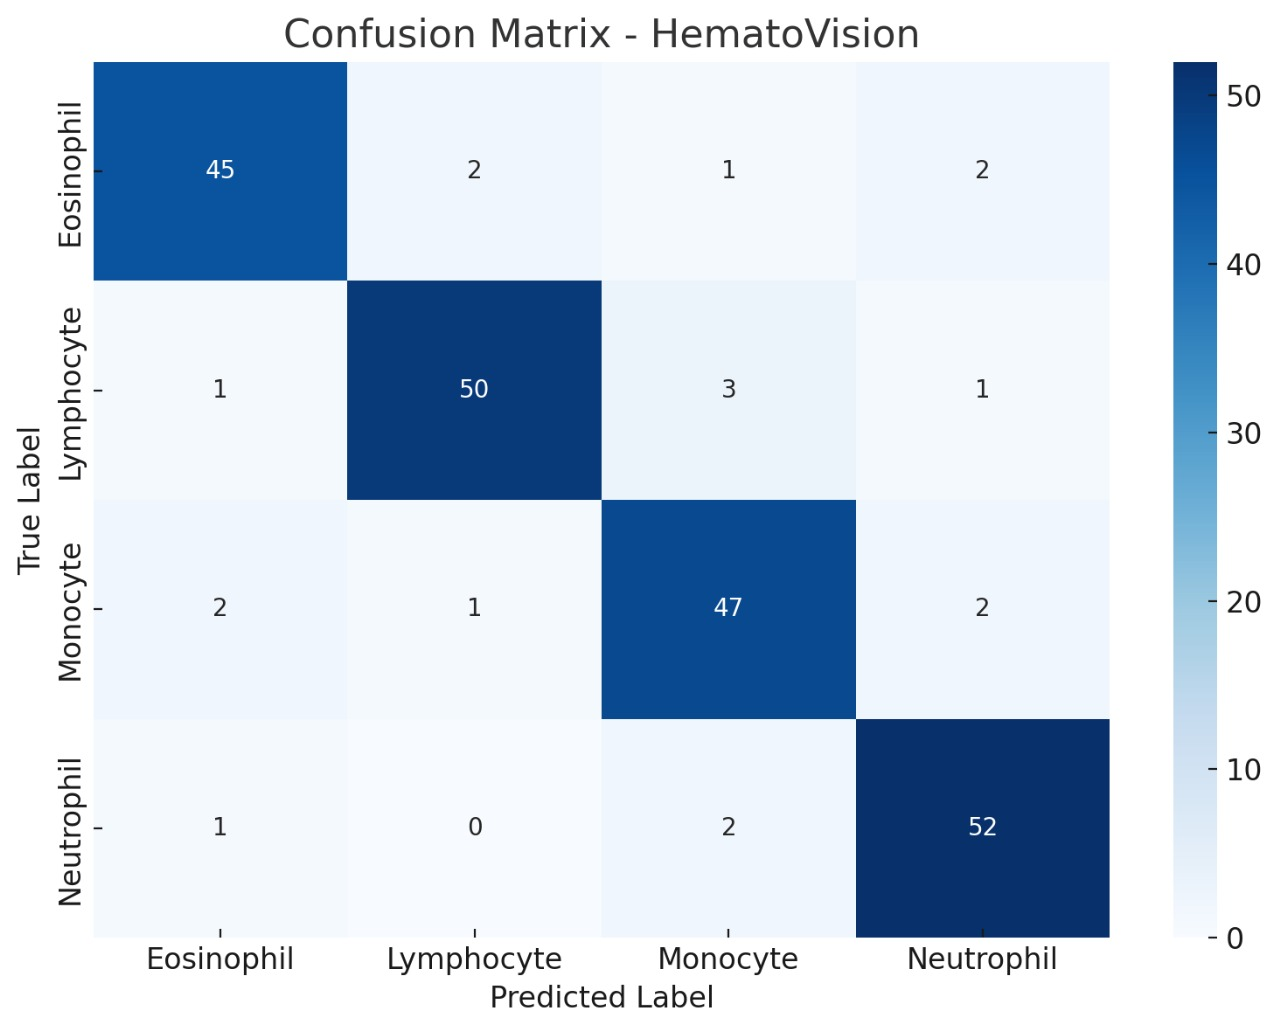 Confusion Matrix - HematoVision
True Label
Eosinophil
45 2 1 2
Lymphocyte
1 50 3 1
Monocyte
2 1 47 2
Neutrophil
1 0 2 52
Eosinophil Lymphocyte Monocyte Neutrophil
Predicted Label
50
40
30
20
10
0